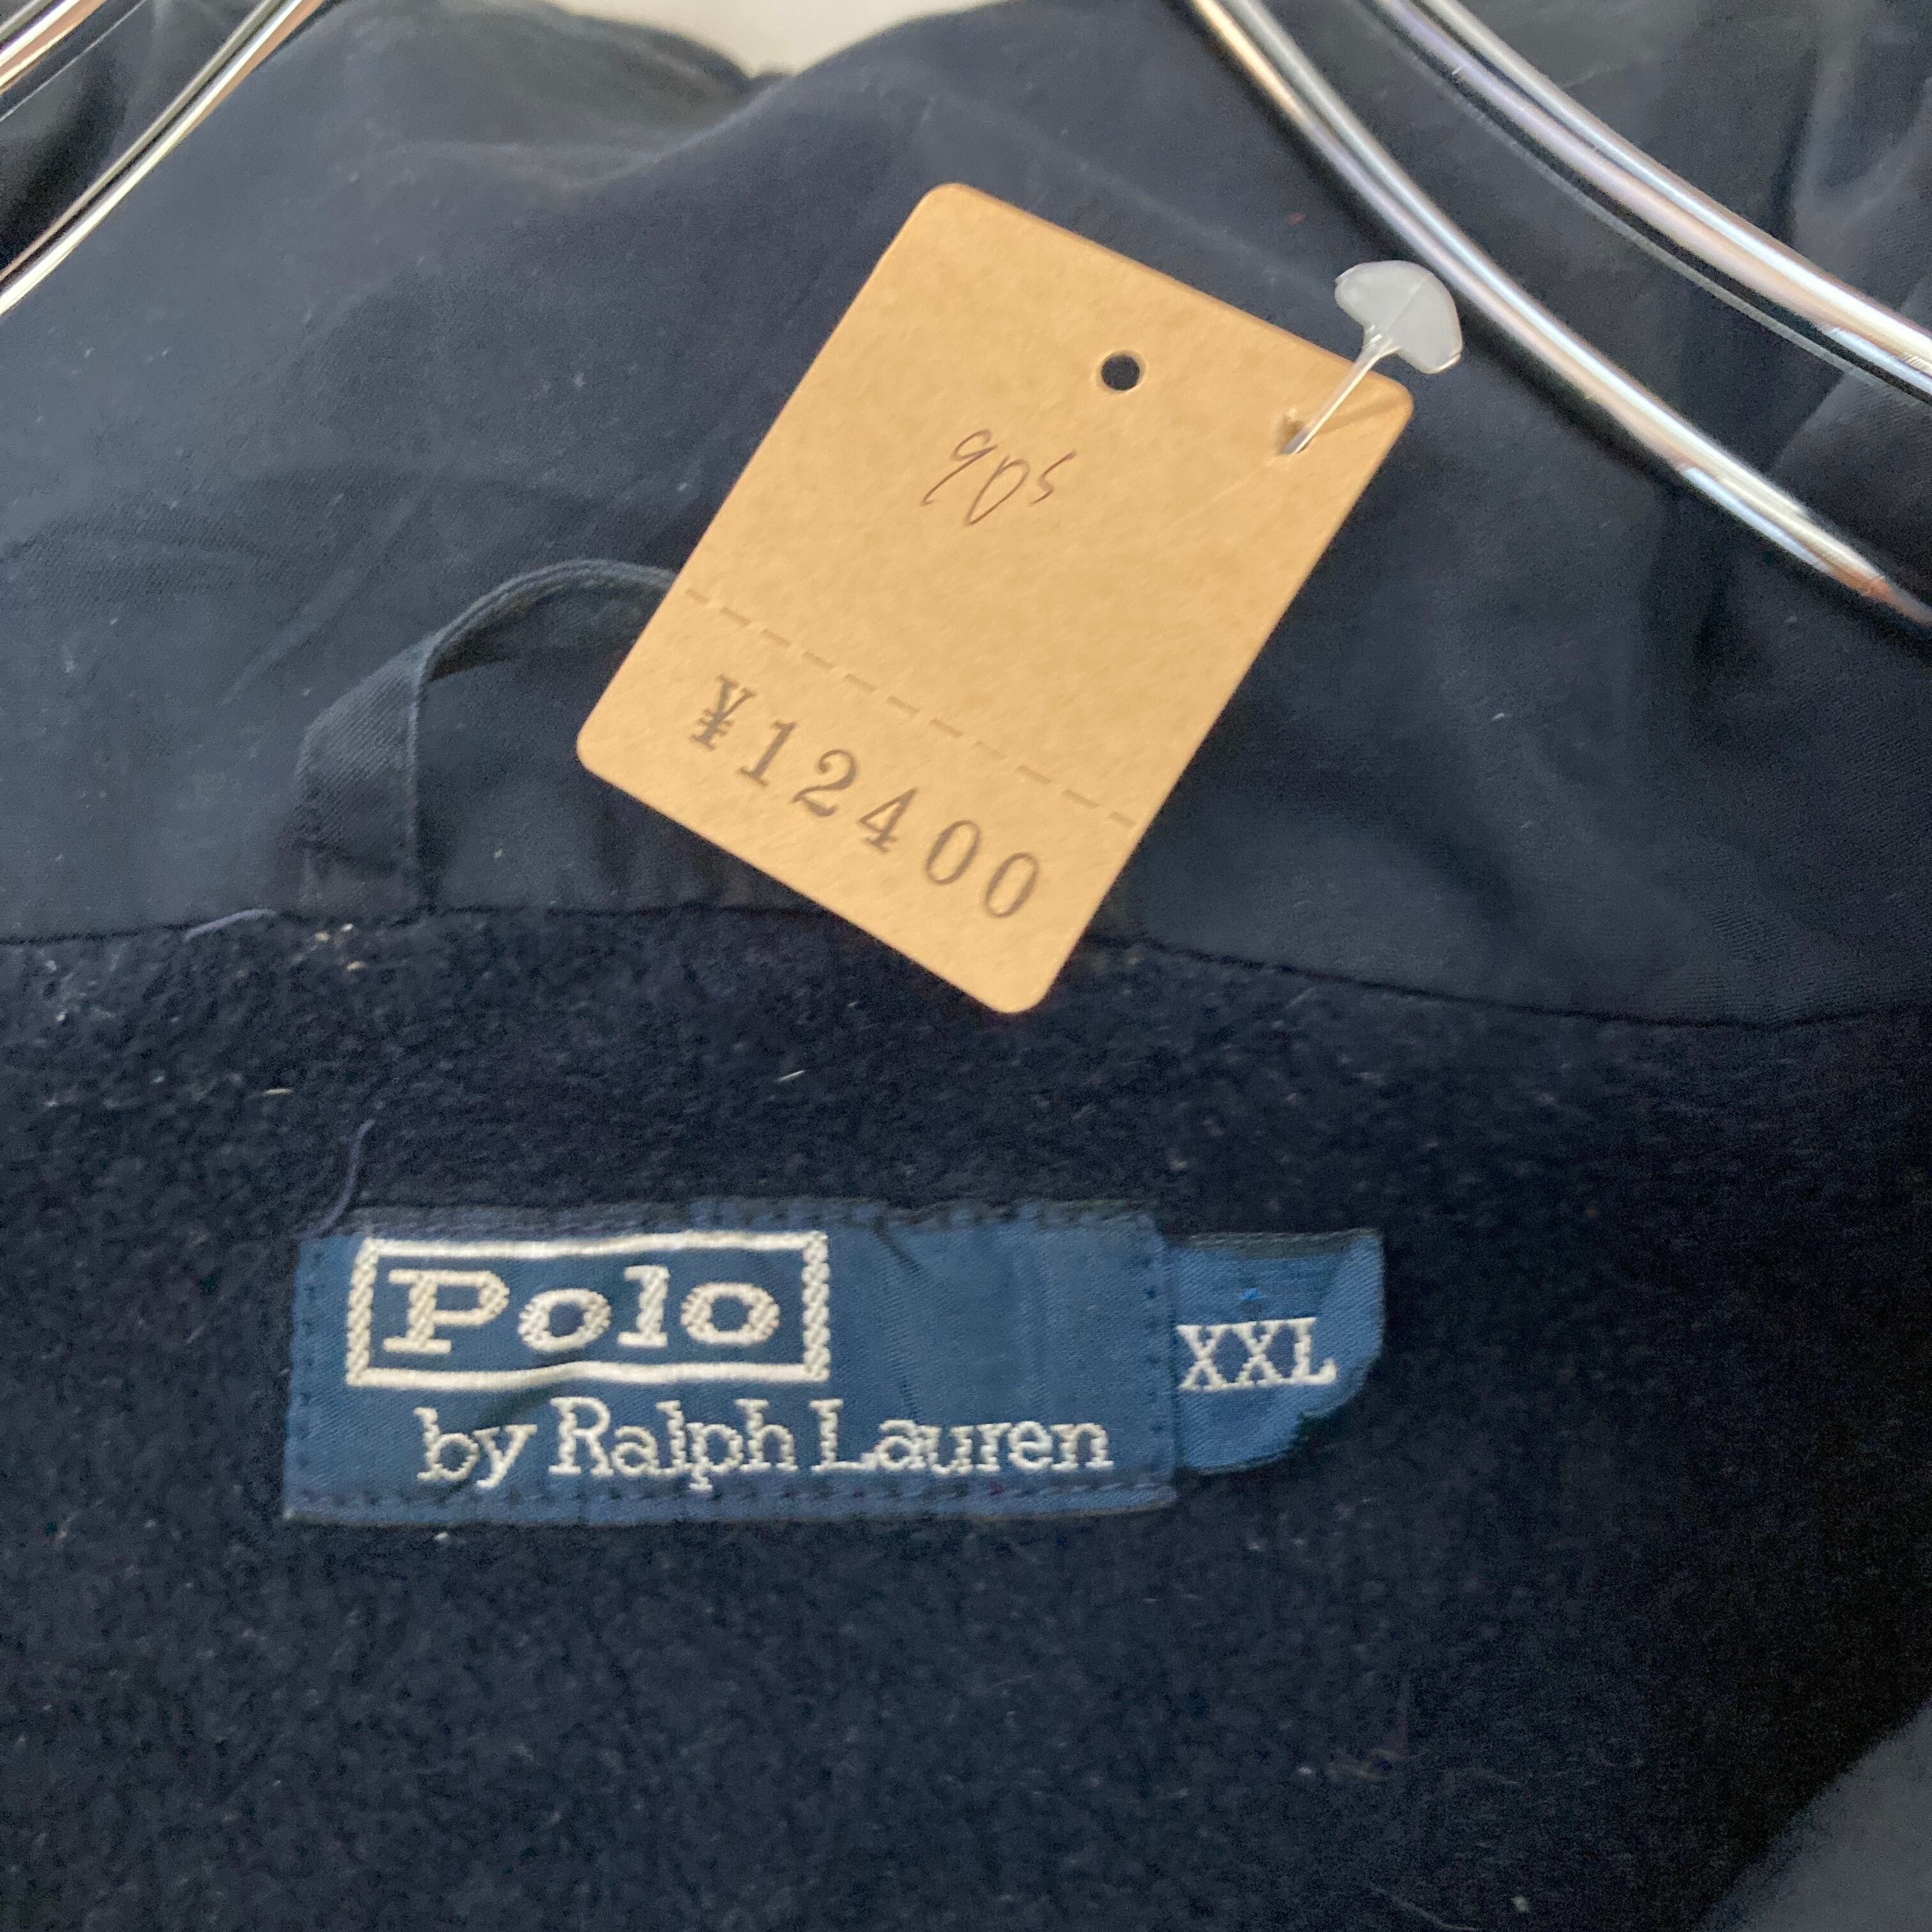 90s
¥12400
Polo
by Ralph Lauren
XXL